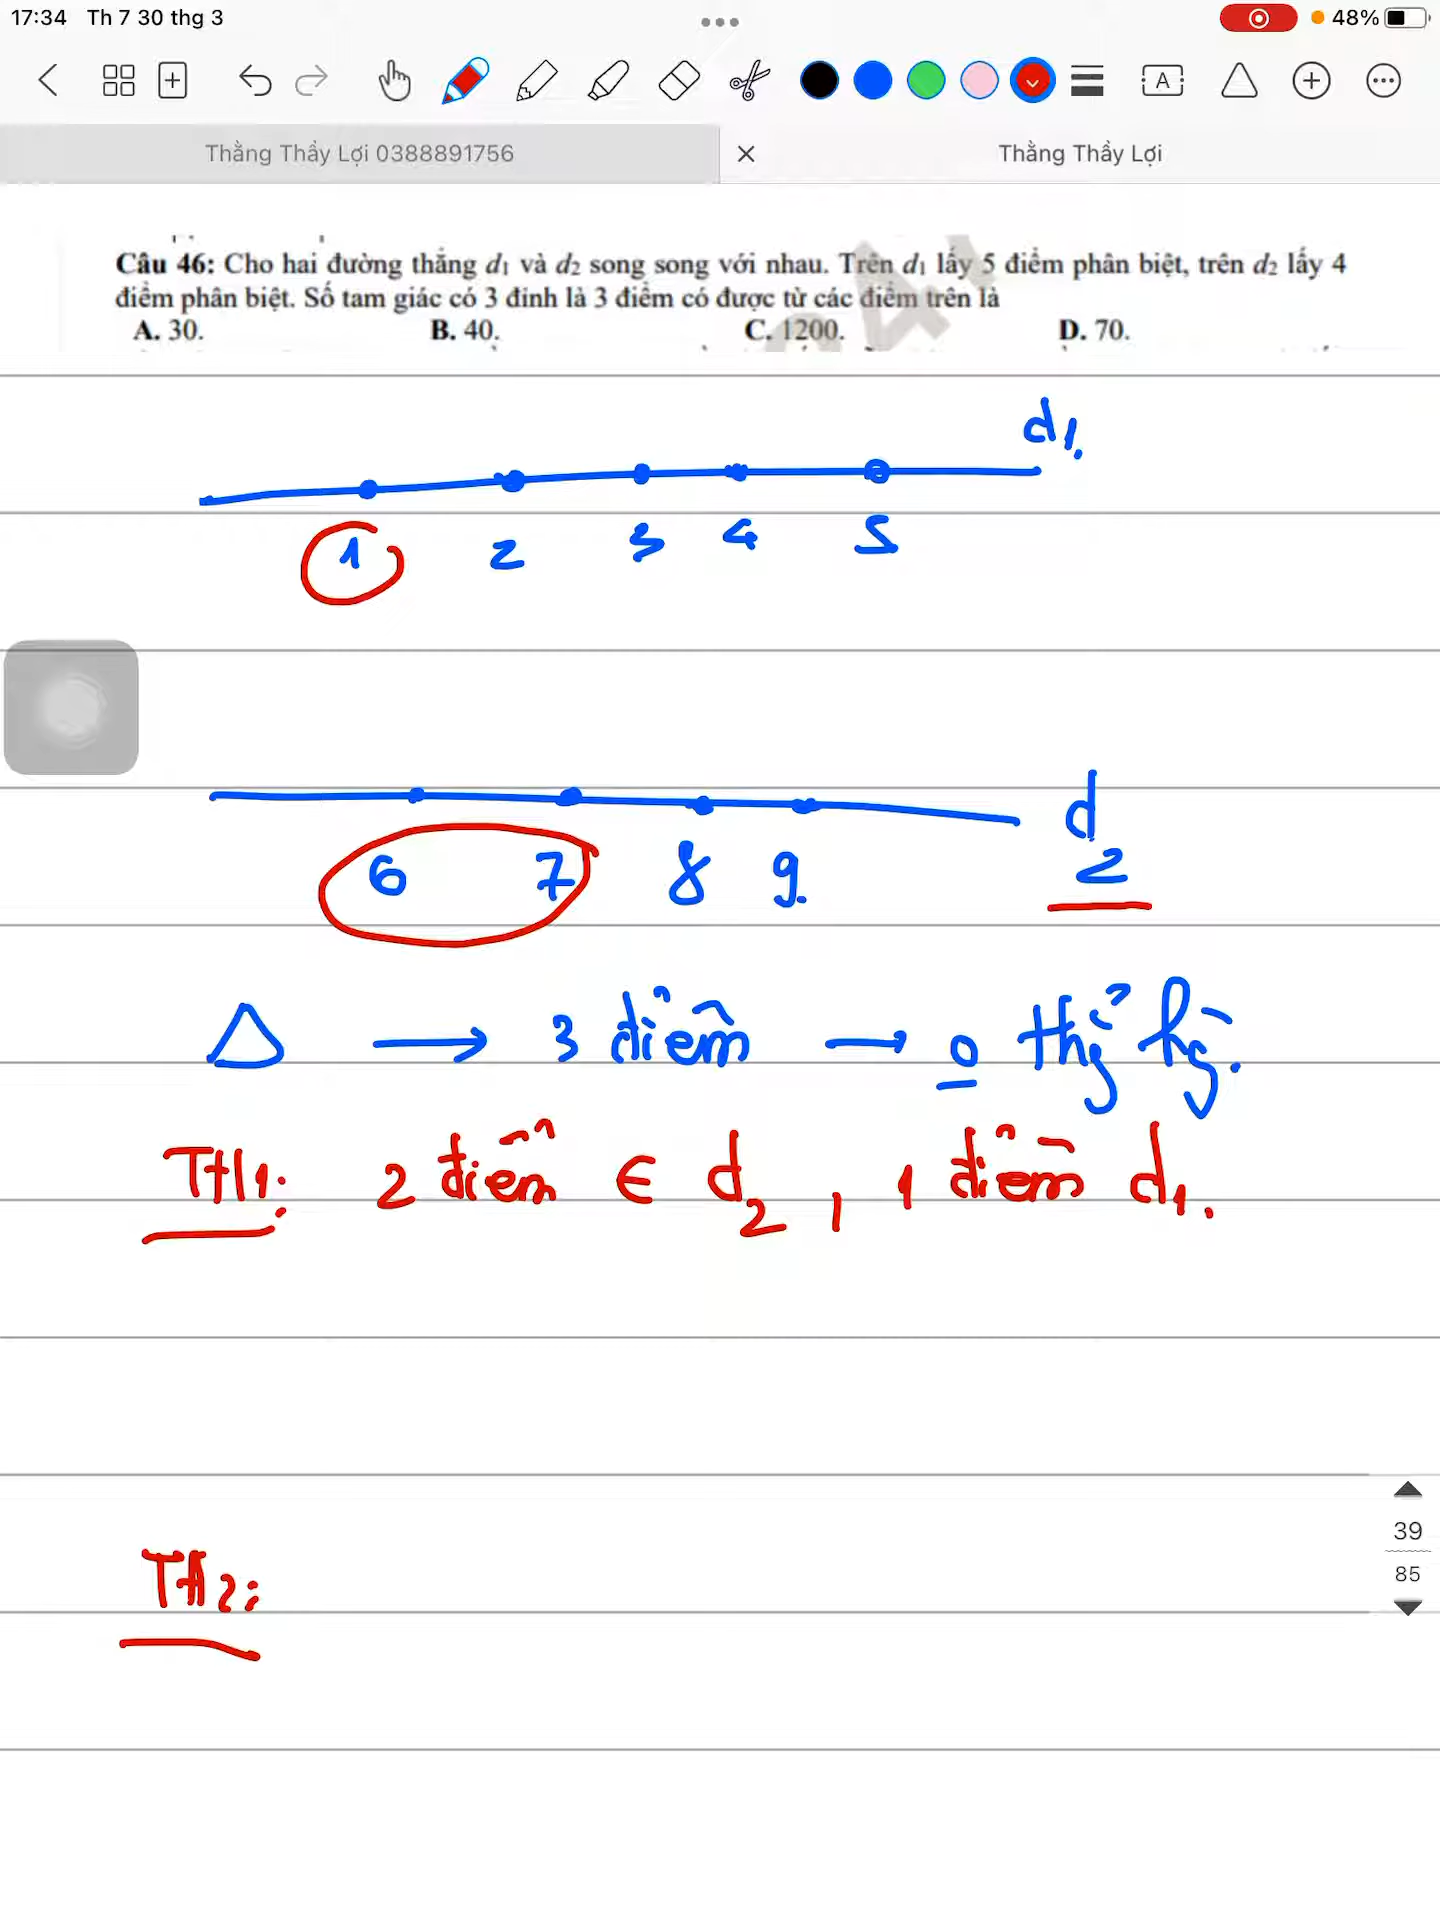 17:34 Th 7 30 thg 3
48%
A
Thằng Thầy Lợi 0388891756
Thằng Thầy Lợi
Câu 46: Cho hai đường thẳng d₁ và d₂ song song với nhau. Trên d₁ lấy 5 điểm phân biệt, trên d₂ lấy 4
điểm phân biệt. Số tam giác có 3 đỉnh là 3 điểm có được từ các điểm trên là
A. 30. B. 40. C. 1200. D. 70.
d1.
1 2 3 4 5
d2
6 7 8 9
Δ → 3 điểm → 0 thẳng hàng.
TH1: 2 điểm ∈ d2, 1 điểm d1.
39
85
TH2: